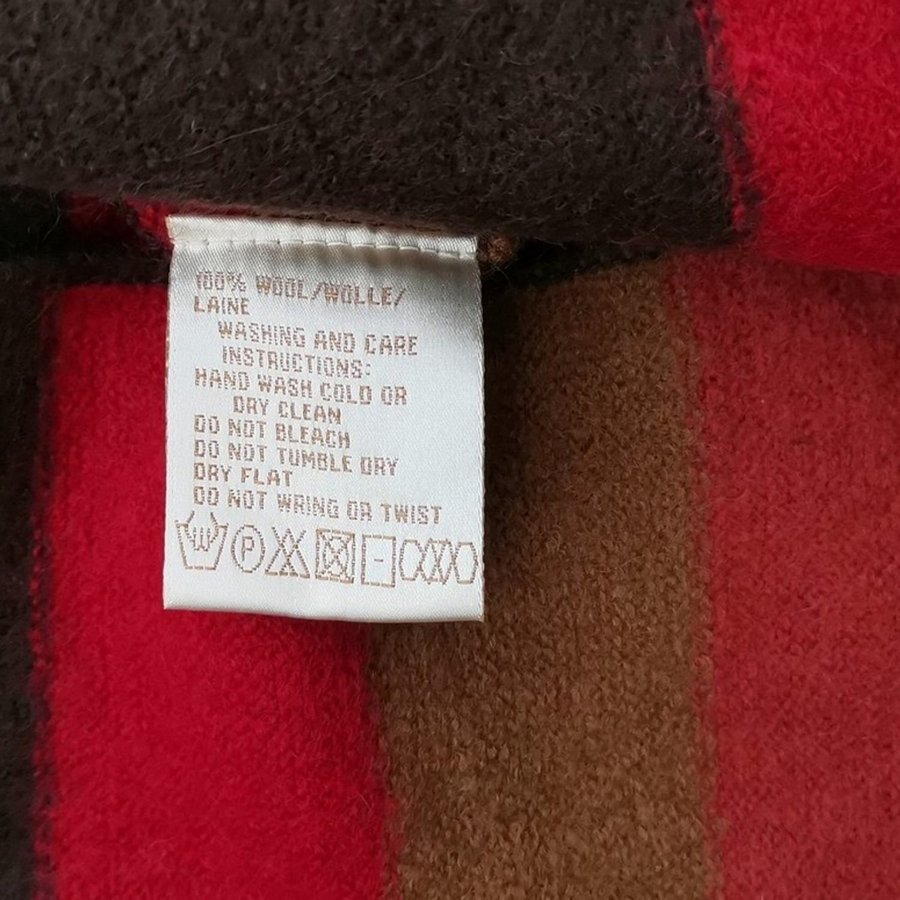 100% WOOL/WOLLE/
LAINE
WASHING AND CARE
INSTRUCTIONS:
HAND WASH COLD OR
DRY CLEAN
DO NOT BLEACH
DO NOT TUMBLE DRY
DRY FLAT
DO NOT WRING OR TWIST
P